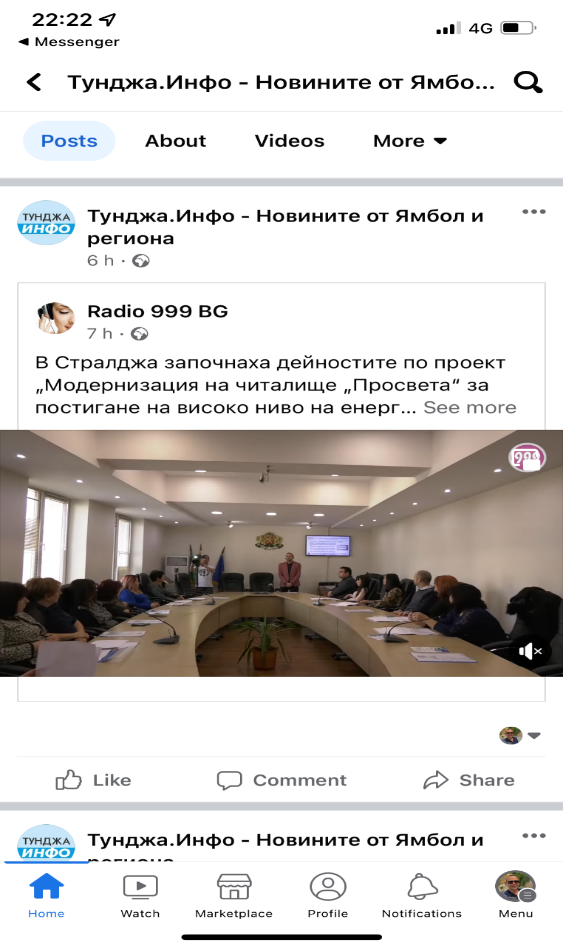 22:22
4G
◄ Messenger
Тунджа.Инфо - Новините от Ямбо...
Posts
About
Videos
More
ТУНДЖА
ИНФО
Тунджа.Инфо - Новините от Ямбол и
региона
6 h ·
Radio 999 BG
7 h ·
В Стралджа започнаха дейностите по проект
„Модернизация на читалище „Просвета“ за
постигане на високо ниво на енерг... See more
999
Like
Comment
Share
ТУНДЖА
ИНФО
Тунджа.Инфо - Новините от Ямбол и
региона
Home
Watch
Marketplace
Profile
Notifications
Menu